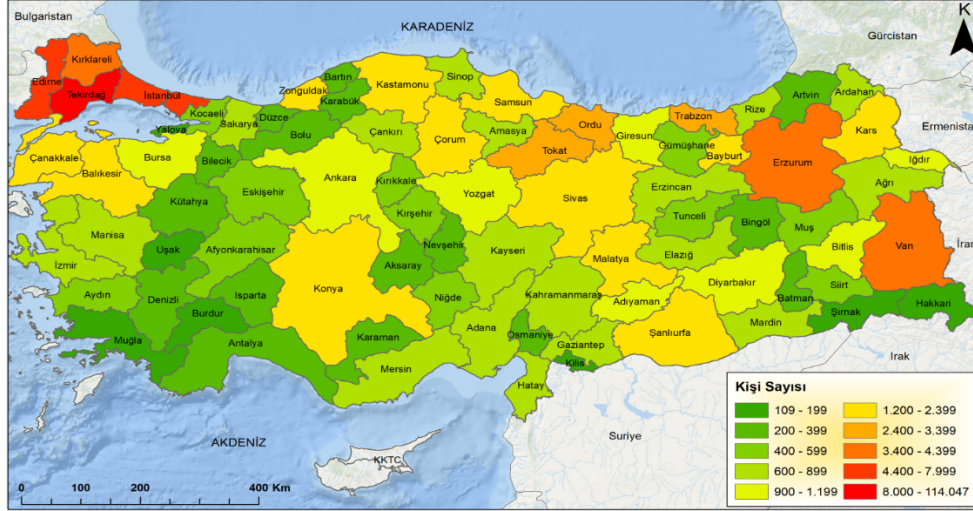 Bulgaristan
KARADENİZ
K
Gürcistan
Kırklareli
Edirne
Tekirdağ
İstanbul
Kocaeli
Yalova
Sakarya
Düzce
Zonguldak
Bartın
Karabük
Kastamonu
Sinop
Samsun
Bolu
Çankırı
Çorum
Amasya
Tokat
Ordu
Giresun
Trabzon
Gümüşhane
Bayburt
Rize
Artvin
Ardahan
Kars
Ermenista
Erzurum
Iğdır
Ağrı
Çanakkale
Balıkesir
Bursa
Bilecik
Kütahya
Eskişehir
Ankara
Kırıkkale
Kırşehir
Yozgat
Sivas
Erzincan
Tunceli
Bingöl
Muş
Bitlis
Van
İran
Manisa
İzmir
Uşak
Afyonkarahisar
Konya
Aksaray
Nevşehir
Kayseri
Malatya
Elazığ
Diyarbakır
Batman
Siirt
Aydın
Denizli
Isparta
Burdur
Niğde
Kahramanmaraş
Adıyaman
Şanlıurfa
Mardin
Şırnak
Hakkari
Muğla
Antalya
Karaman
Mersin
Adana
Osmaniye
Gaziantep
Kilis
Hatay
Irak
Suriye
AKDENİZ
KKTC
Kişi Sayısı
109 - 199
200 - 399
400 - 599
600 - 899
900 - 1.199
1.200 - 2.399
2.400 - 3.399
3.400 - 4.399
4.400 - 7.999
8.000 - 114.047
0 100 200 400 Km